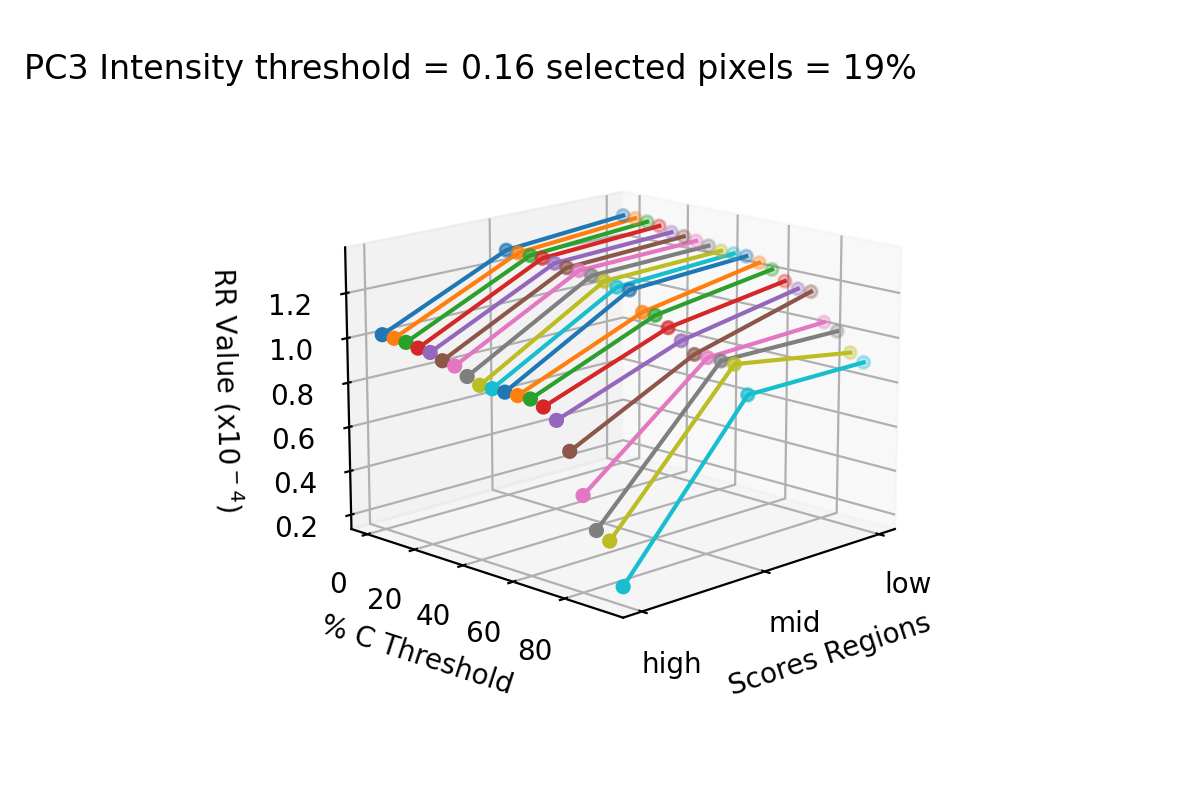 PC3 Intensity threshold = 0.16 selected pixels = 19%
RR Value (x10⁻⁴)
1.2
1.0
0.8
0.6
0.4
0.2
0
20
40
60
80
% C Threshold
high
mid
low
Scores Regions